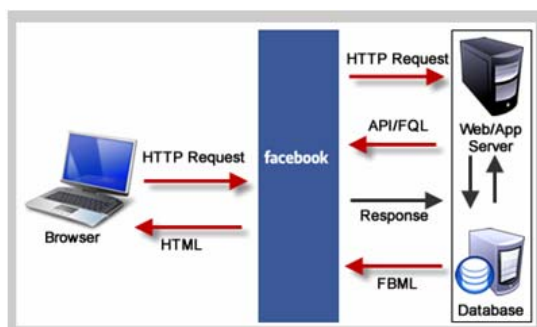 HTTP Request
API/FQL
Web/App
Server
HTTP Request
facebook
Response
Browser
HTML
FBML
Database